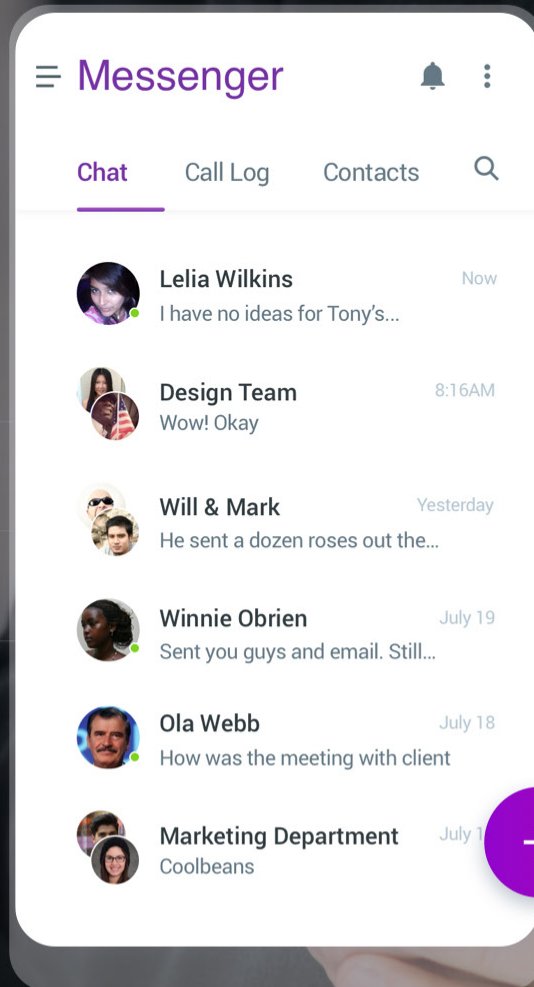 Messenger
Chat Call Log Contacts
Lelia Wilkins Now
I have no ideas for Tony’s...
Design Team 8:16AM
Wow! Okay
Will & Mark Yesterday
He sent a dozen roses out the...
Winnie Obrien July 19
Sent you guys and email. Still...
Ola Webb July 18
How was the meeting with client
Marketing Department July
Coolbeans